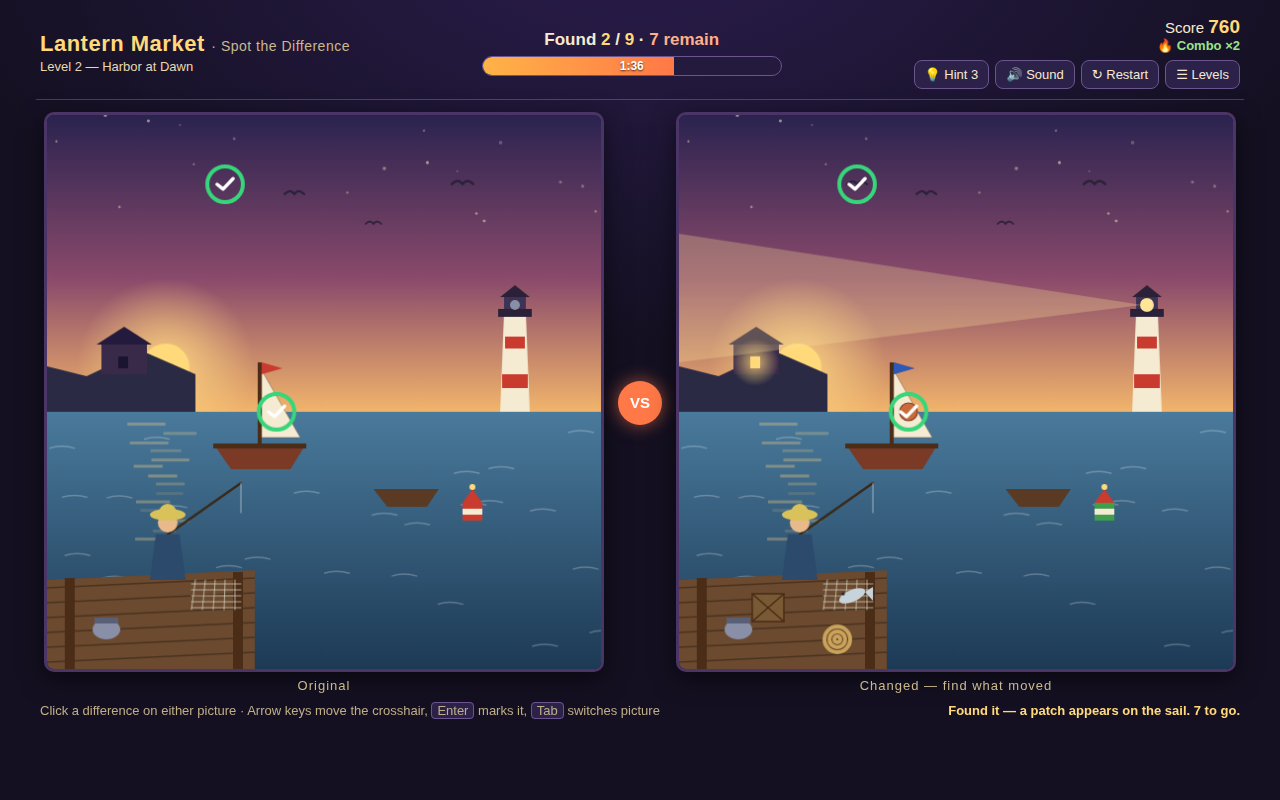 Lantern Market · Spot the Difference
Level 2 — Harbor at Dawn
Found 2 / 9 · 7 remain
1:36
Score 760
🔥 Combo ×2
💡 Hint 3
🔊 Sound
↻ Restart
☰ Levels
VS
Original
Changed — find what moved
Click a difference on either picture · Arrow keys move the crosshair, Enter marks it, Tab switches picture
Found it — a patch appears on the sail. 7 to go.